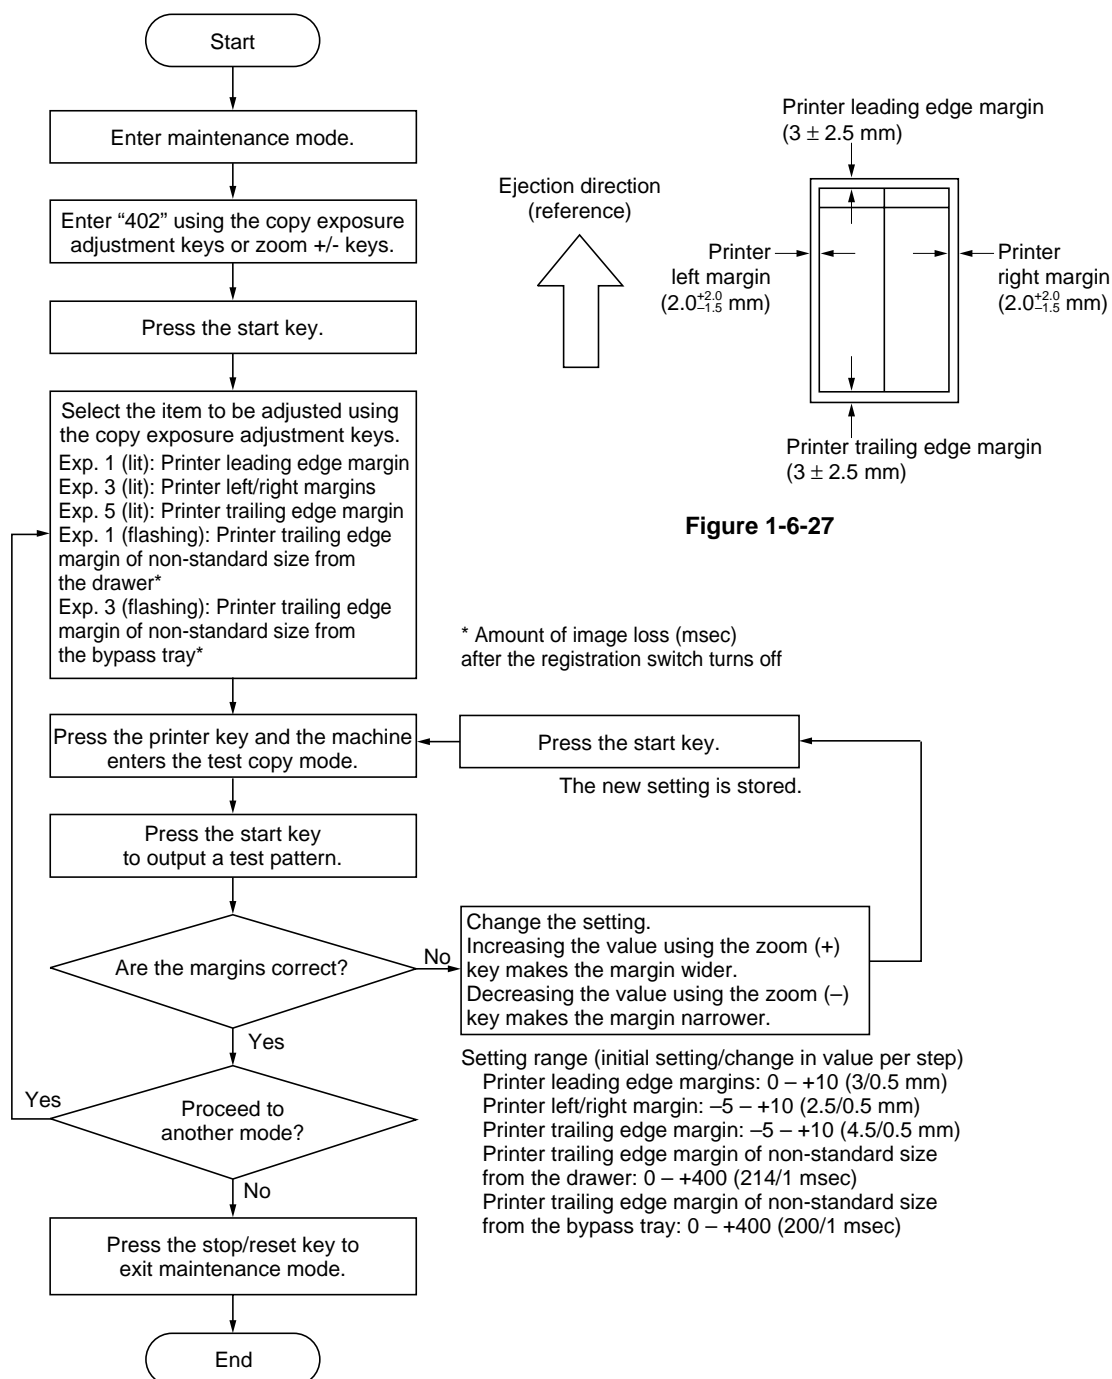 Start
Enter maintenance mode.
Enter “402” using the copy exposure
adjustment keys or zoom +/- keys.
Press the start key.
Select the item to be adjusted using
the copy exposure adjustment keys.
Exp. 1 (lit): Printer leading edge margin
Exp. 3 (lit): Printer left/right margins
Exp. 5 (lit): Printer trailing edge margin
Exp. 1 (flashing): Printer trailing edge
margin of non-standard size from
the drawer*
Exp. 3 (flashing): Printer trailing edge
margin of non-standard size from
the bypass tray*
Press the printer key and the machine
enters the test copy mode.
Press the start key
to output a test pattern.
Are the margins correct?
No
Yes
Yes
Proceed to
another mode?
No
Press the stop/reset key to
exit maintenance mode.
End
Printer leading edge margin
(3 ± 2.5 mm)
Ejection direction
(reference)
Printer
left margin
(2.0+2.0 –1.5 mm)
Printer
right margin
(2.0+2.0 –1.5 mm)
Printer trailing edge margin
(3 ± 2.5 mm)
Figure 1-6-27
* Amount of image loss (msec)
after the registration switch turns off
Press the start key.
The new setting is stored.
Change the setting.
Increasing the value using the zoom (+)
key makes the margin wider.
Decreasing the value using the zoom (–)
key makes the margin narrower.
Setting range (initial setting/change in value per step)
Printer leading edge margins: 0 – +10 (3/0.5 mm)
Printer left/right margin: –5 – +10 (2.5/0.5 mm)
Printer trailing edge margin: –5 – +10 (4.5/0.5 mm)
Printer trailing edge margin of non-standard size
from the drawer: 0 – +400 (214/1 msec)
Printer trailing edge margin of non-standard size
from the bypass tray: 0 – +400 (200/1 msec)